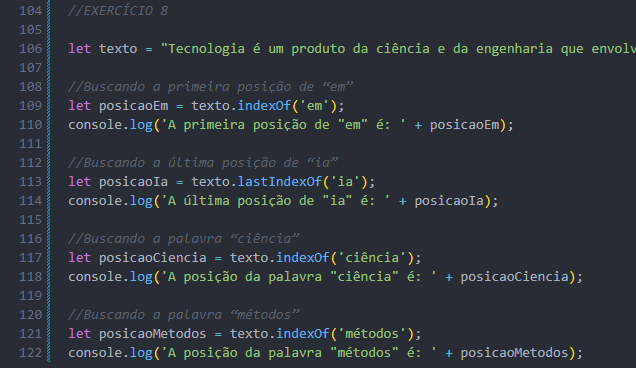 104 //EXERCÍCIO 8
105
106 let texto = "Tecnologia é um produto da ciência e da engenharia que envolv
107
108 //Buscando a primeira posição de “em”
109 let posicaoEm = texto.indexOf('em');
110 console.log('A primeira posição de "em" é: ' + posicaoEm);
111
112 //Buscando a última posição de “ia”
113 let posicaoIa = texto.lastIndexOf('ia');
114 console.log('A última posição de "ia" é: ' + posicaoIa);
115
116 //Buscando a palavra “ciência”
117 let posicaoCiencia = texto.indexOf('ciência');
118 console.log('A posição da palavra "ciência" é: ' + posicaoCiencia);
119
120 //Buscando a palavra “métodos”
121 let posicaoMetodos = texto.indexOf('métodos');
122 console.log('A posição da palavra "métodos" é: ' + posicaoMetodos);